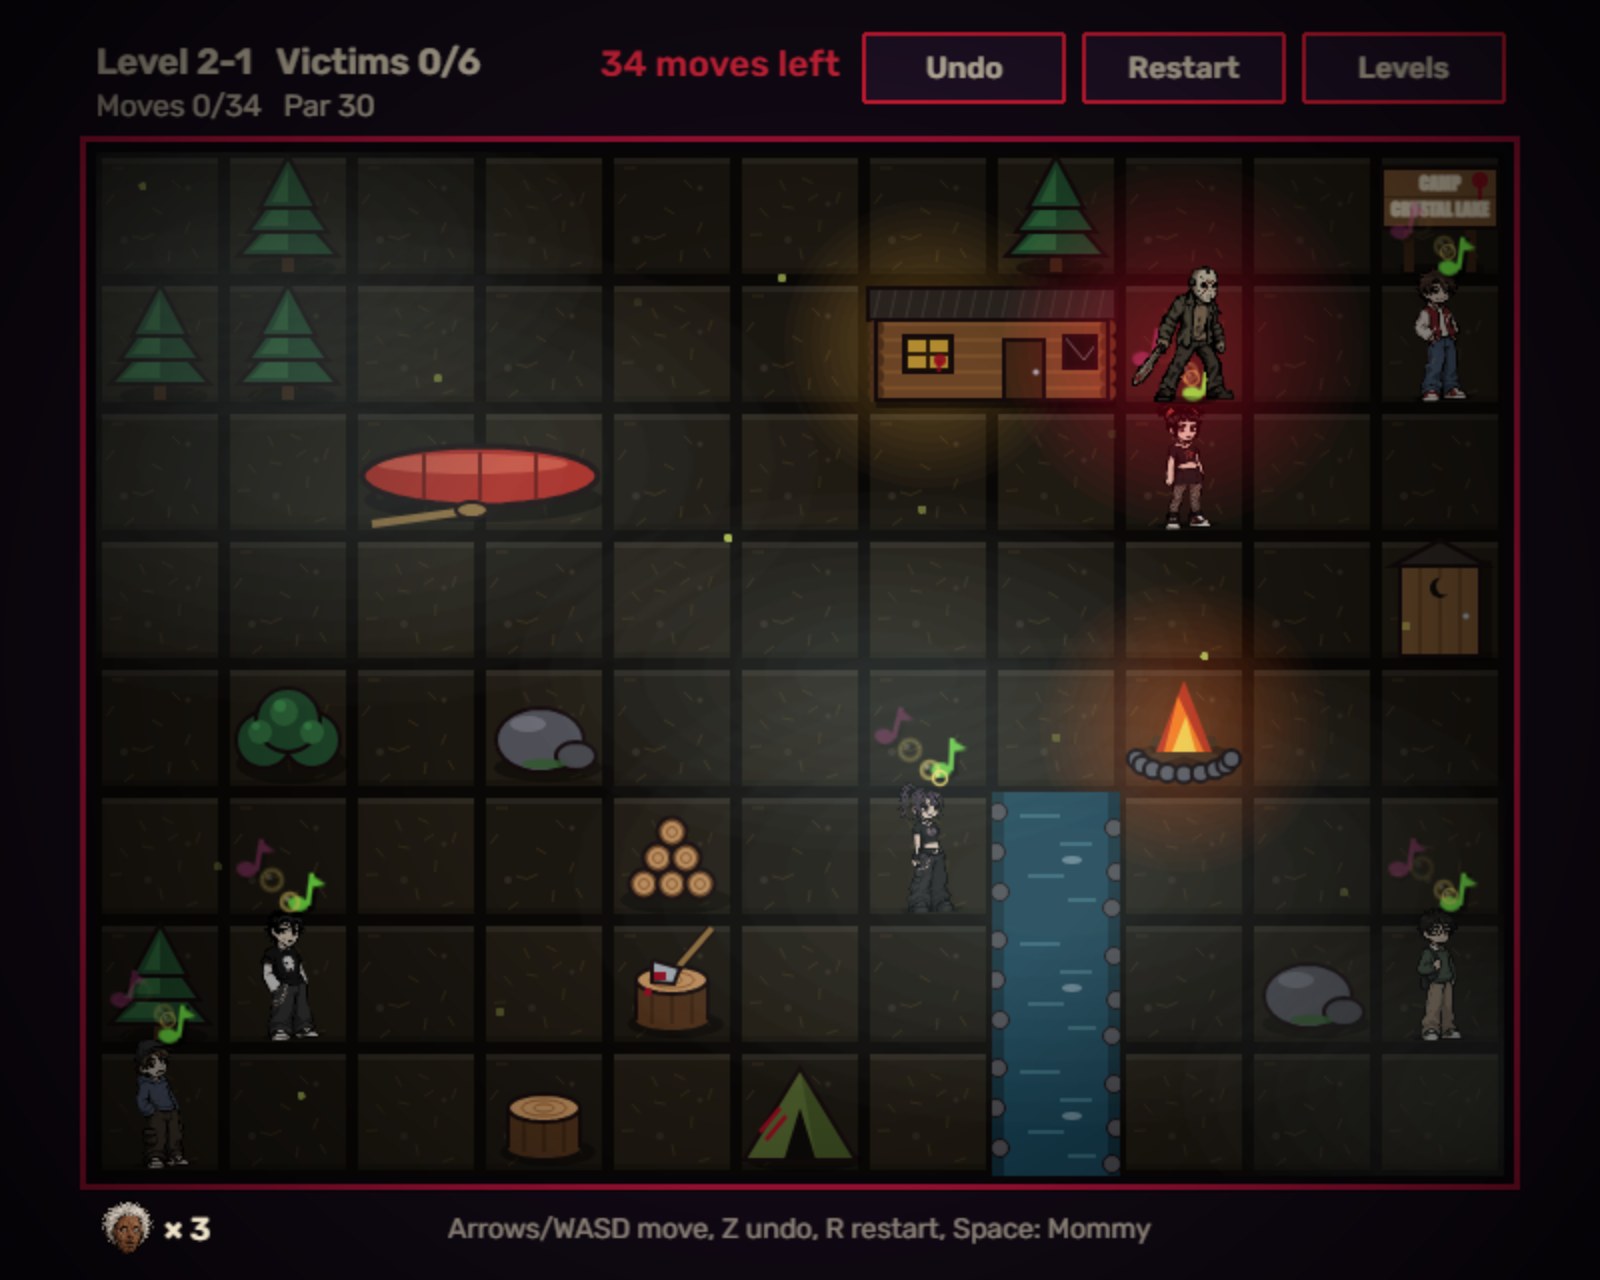 Level 2-1 Victims 0/6
34 moves left
Undo
Restart
Levels
Moves 0/34 Par 30
CAMP
CRYSTAL LAKE
x 3
Arrows/WASD move, Z undo, R restart, Space: Mommy